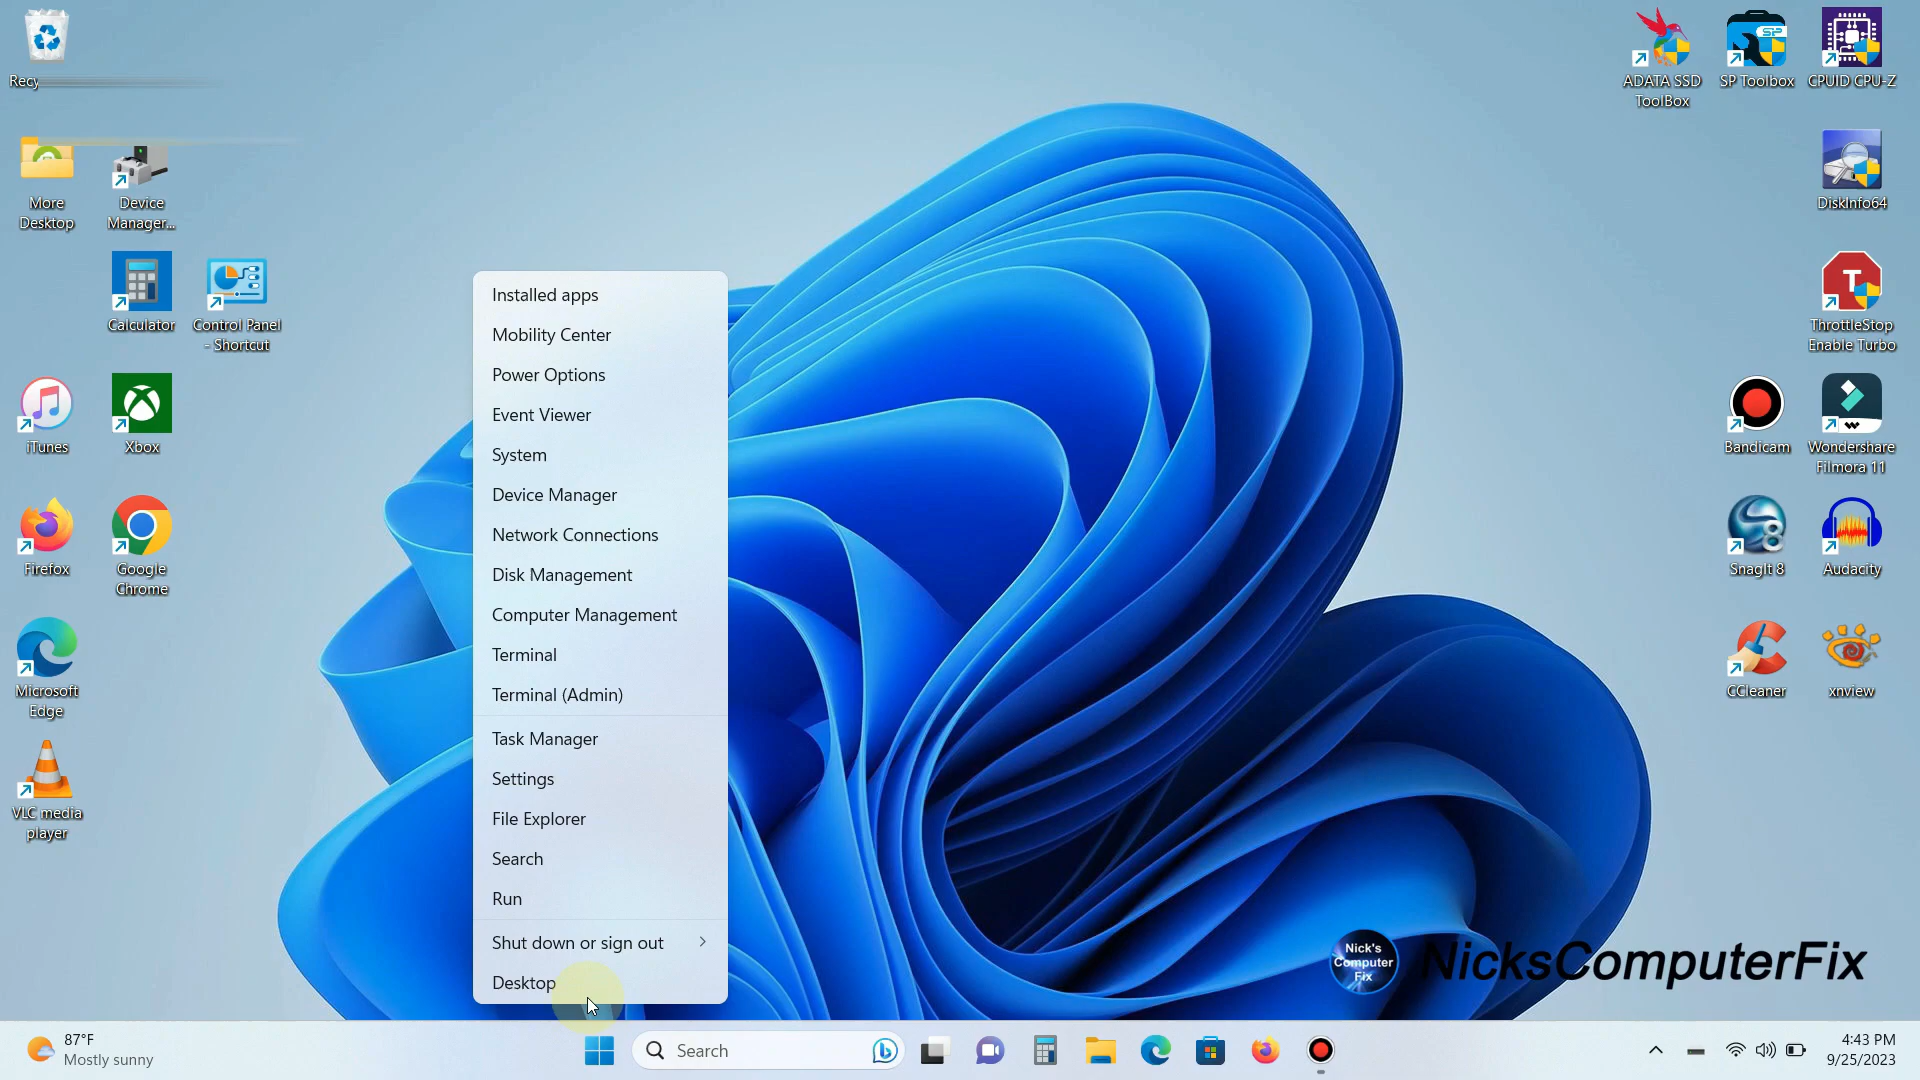 Recy
More
Desktop
Device
Manager...
Calculator
Control Panel
- Shortcut
iTunes
Xbox
Firefox
Google
Chrome
Microsoft
Edge
VLC media
player
Installed apps
Mobility Center
Power Options
Event Viewer
System
Device Manager
Network Connections
Disk Management
Computer Management
Terminal
Terminal (Admin)
Task Manager
Settings
File Explorer
Search
Run
Shut down or sign out
Desktop
ADATA SSD
ToolBox
SP Toolbox
SP
CPUID CPU-Z
DiskInfo64
T
ThrottleStop
Enable Turbo
Bandicam
Wondershare
Filmora 11
SnagIt 8
Audacity
CCleaner
xnview
Nick's
Computer
Fix
NicksComputerFix
87°F
Mostly sunny
Search
4:43 PM
9/25/2023